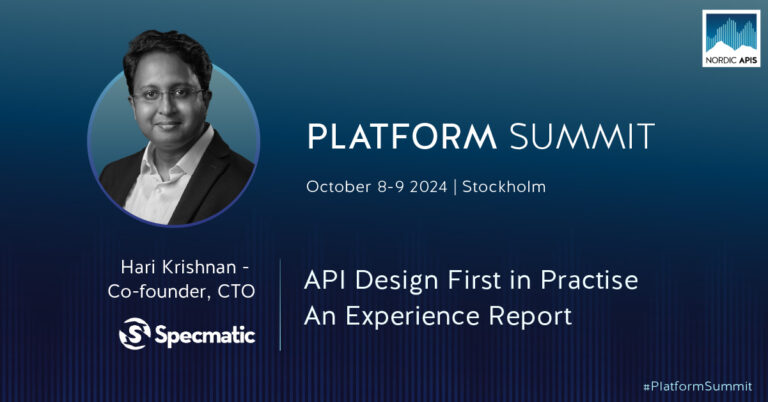 NORDIC APIS
PLATFORM SUMMIT
October 8-9 2024 | Stockholm
Hari Krishnan -
Co-founder, CTO
Specmatic
API Design First in Practise
An Experience Report
#PlatformSummit